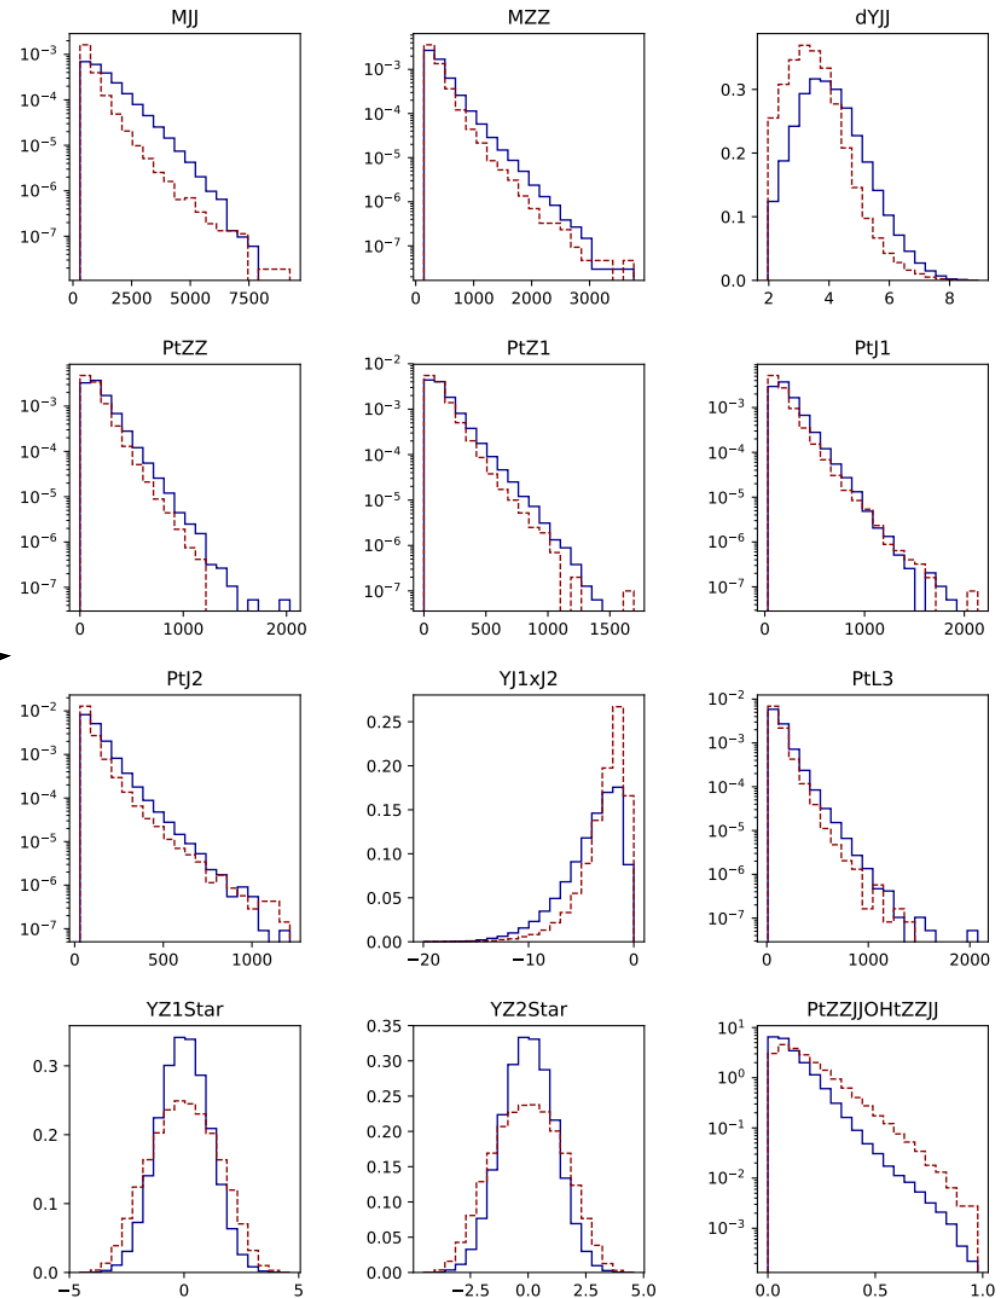 MJJ
10⁻³
10⁻⁴
10⁻⁵
10⁻⁶
10⁻⁷
0 2500 5000 7500
MZZ
10⁻³
10⁻⁴
10⁻⁵
10⁻⁶
10⁻⁷
0 1000 2000 3000
dYJJ
0.3
0.2
0.1
0.0
2 4 6 8
PtZZ
10⁻³
10⁻⁴
10⁻⁵
10⁻⁶
10⁻⁷
0 1000 2000
PtZ1
10⁻²
10⁻³
10⁻⁴
10⁻⁵
10⁻⁶
10⁻⁷
0 500 1000 1500
PtJ1
10⁻³
10⁻⁴
10⁻⁵
10⁻⁶
10⁻⁷
0 1000 2000
PtJ2
10⁻²
10⁻³
10⁻⁴
10⁻⁵
10⁻⁶
10⁻⁷
0 500 1000
YJ1xJ2
0.25
0.20
0.15
0.10
0.05
0.00
−20 −10 0
PtL3
10⁻²
10⁻³
10⁻⁴
10⁻⁵
10⁻⁶
10⁻⁷
0 1000 2000
YZ1Star
0.3
0.2
0.1
0.0
−5 0 5
YZ2Star
0.35
0.30
0.25
0.20
0.15
0.10
0.05
0.00
−2.5 0.0 2.5 5.0
PtZZJJOHtZZJJ
10¹
10⁰
10⁻¹
10⁻²
10⁻³
0.0 0.5 1.0